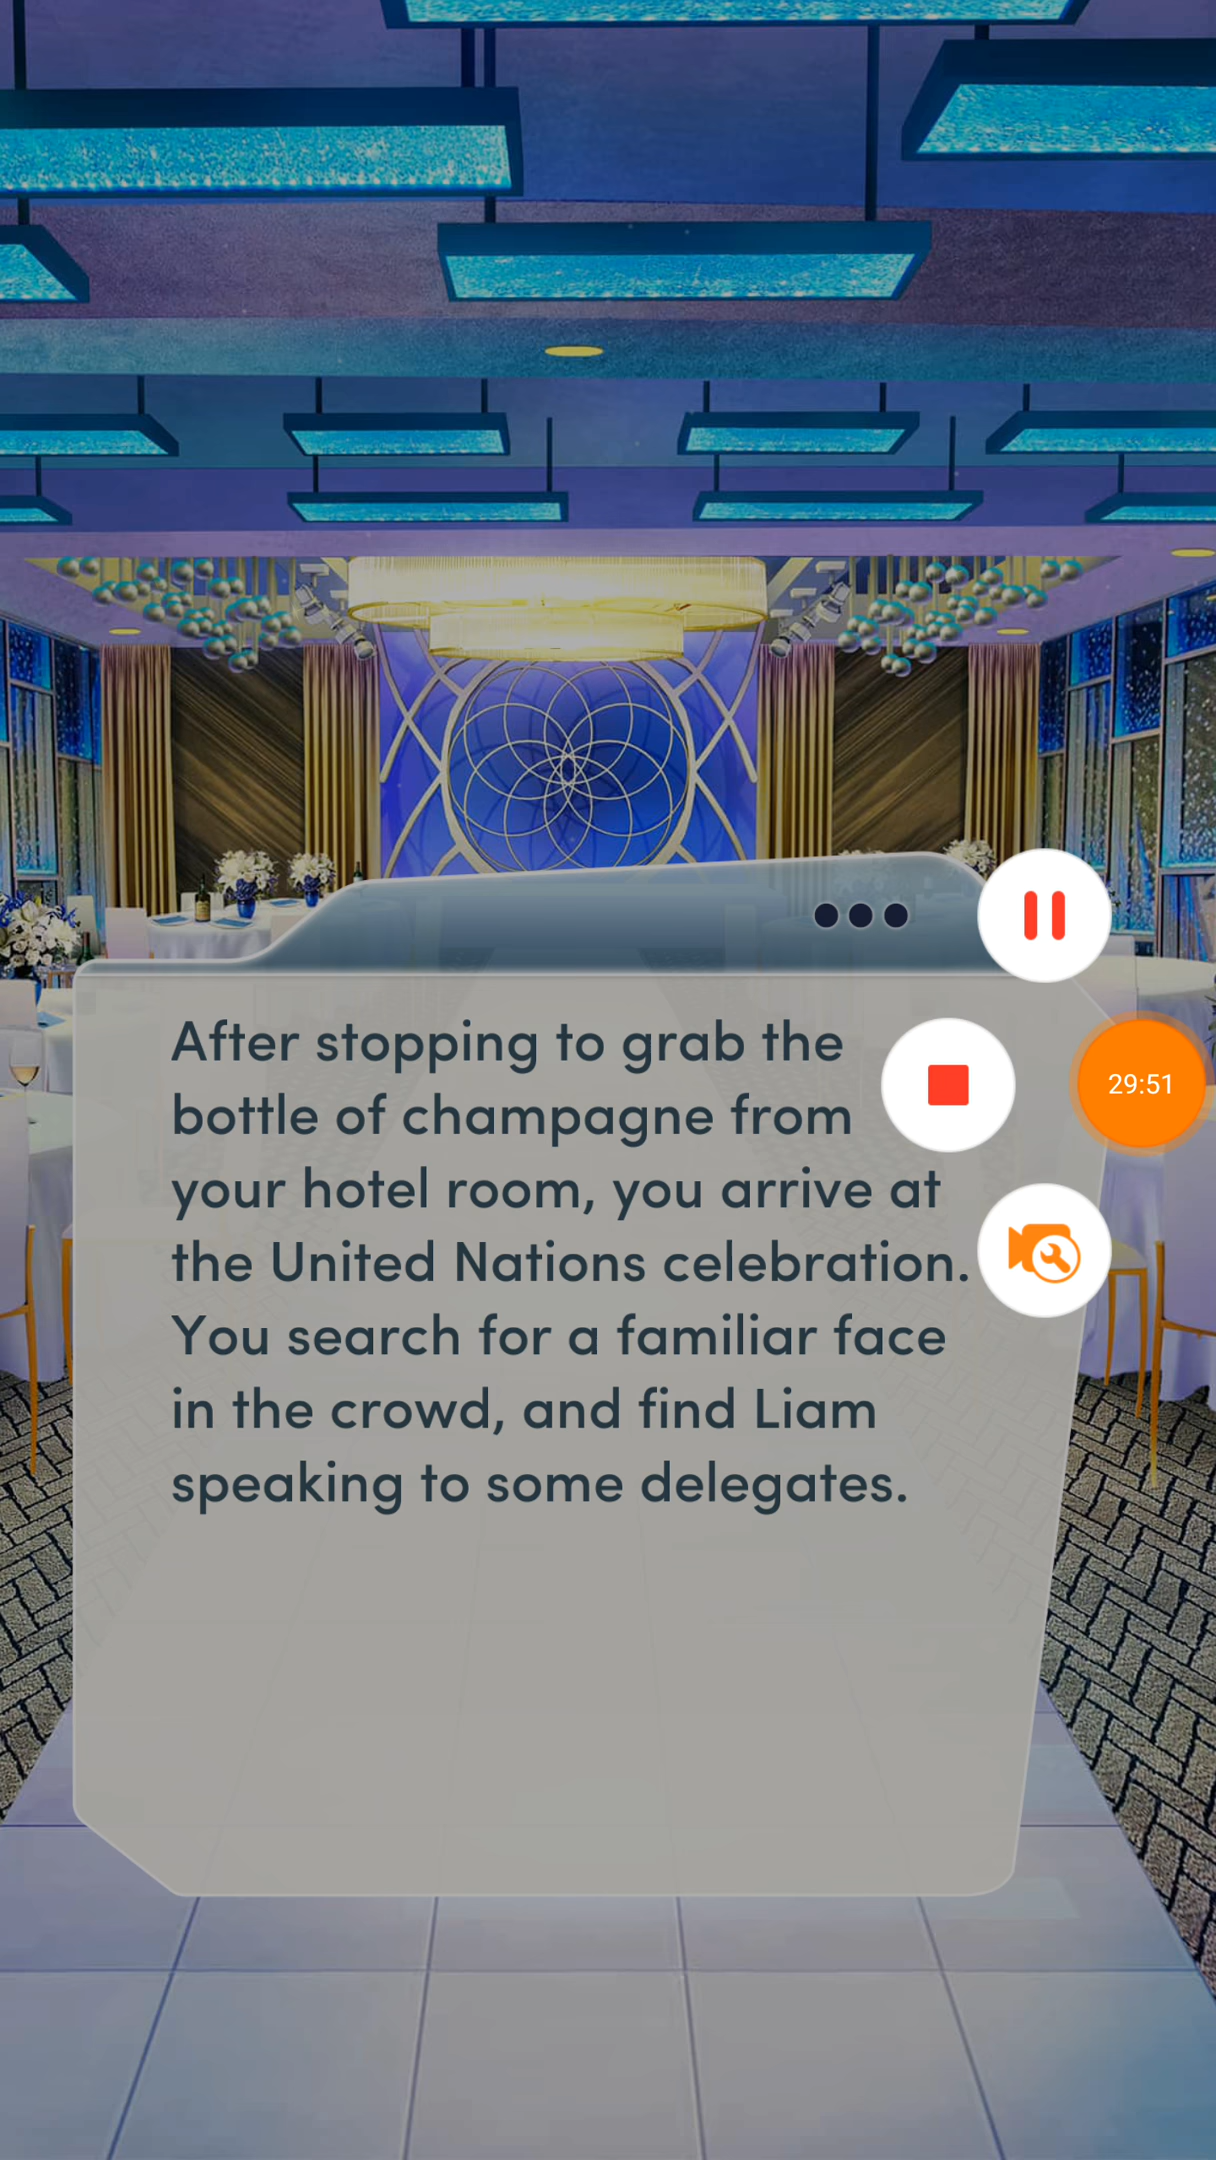 After stopping to grab the
bottle of champagne from
your hotel room, you arrive at
the United Nations celebration.
You search for a familiar face
in the crowd, and find Liam
speaking to some delegates.
29:51